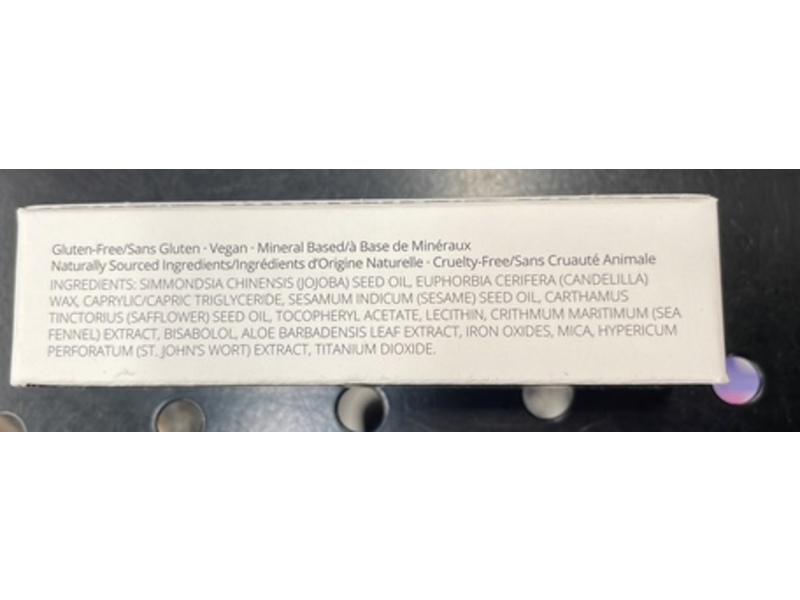 Gluten-Free/Sans Gluten · Vegan · Mineral Based/à Base de Minéraux
Naturally Sourced Ingredients/Ingrédients d'Origine Naturelle · Cruelty-Free/Sans Cruauté Animale
INGREDIENTS: SIMMONDSIA CHINENSIS (JOJOBA) SEED OIL, EUPHORBIA CERIFERA (CANDELILLA)
WAX, CAPRYLIC/CAPRIC TRIGLYCERIDE, SESAMUM INDICUM (SESAME) SEED OIL, CARTHAMUS
TINCTORIUS (SAFFLOWER) SEED OIL, TOCOPHERYL ACETATE, LECITHIN, CRITHMUM MARITIMUM (SEA
FENNEL) EXTRACT, BISABOLOL, ALOE BARBADENSIS LEAF EXTRACT, IRON OXIDES, MICA, HYPERICUM
PERFORATUM (ST. JOHN'S WORT) EXTRACT, TITANIUM DIOXIDE.